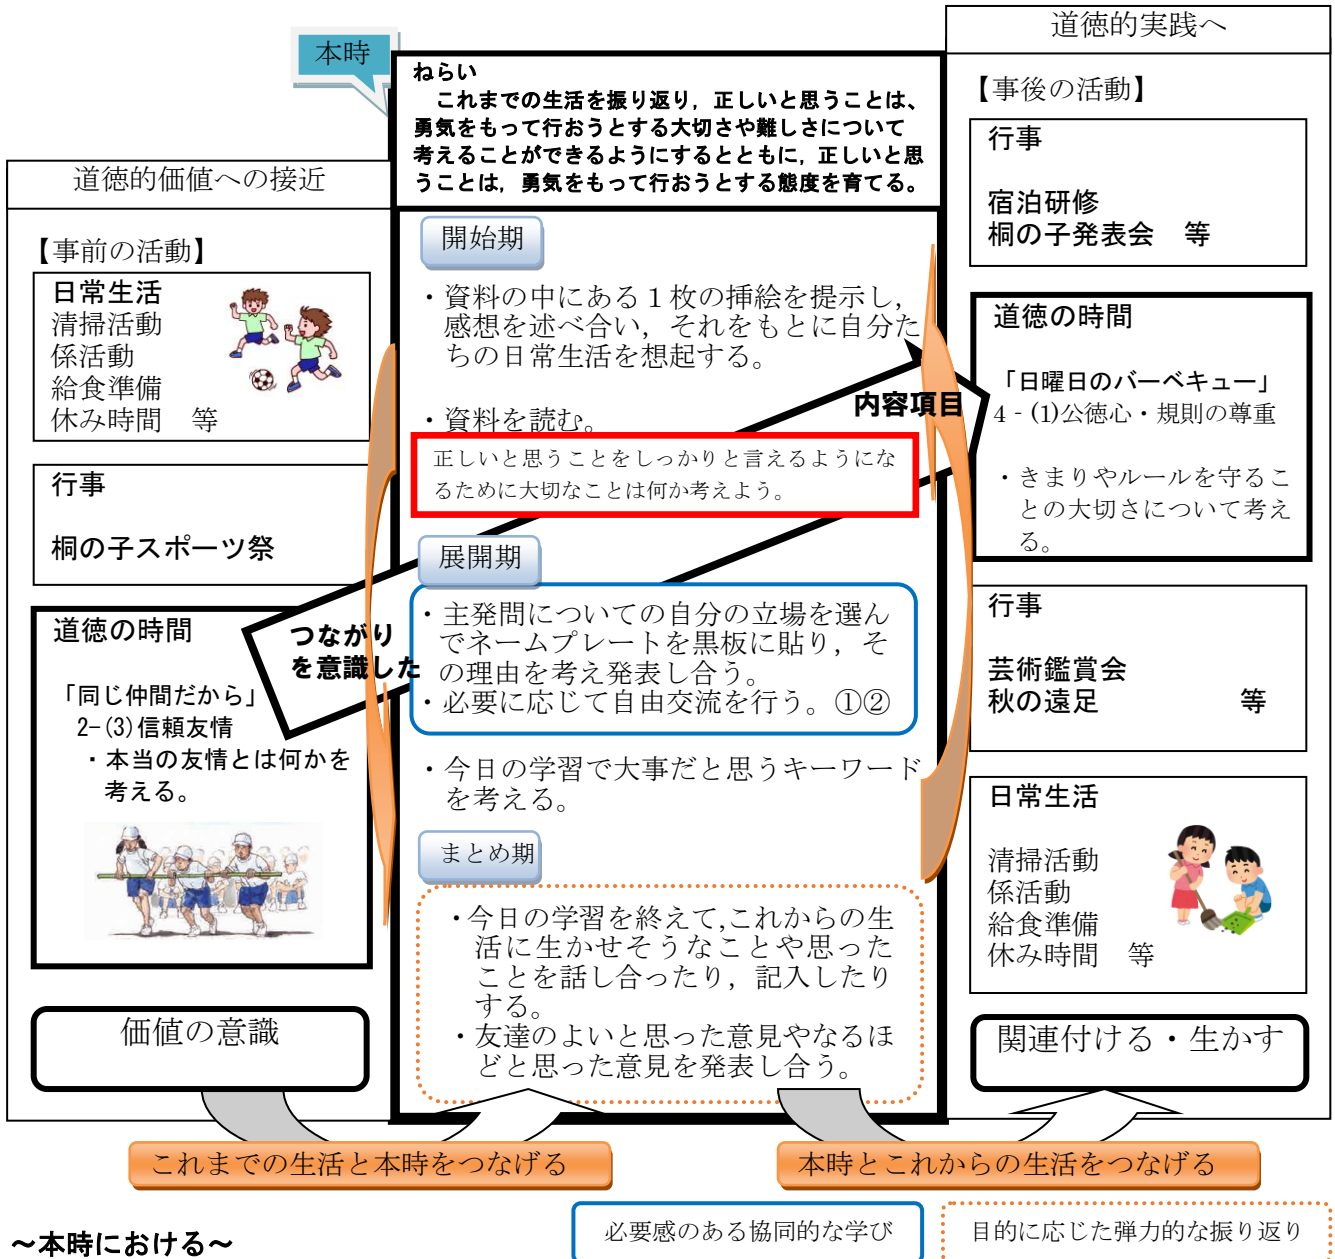 道徳的価値への接近
【事前の活動】
日常生活
清掃活動
係活動
給食準備
休み時間　等
行事
桐の子スポーツ祭
道徳の時間
「同じ仲間だから」
2-(3)信頼友情
・本当の友情とは何かを
考える。
価値の意識
本時
ねらい
これまでの生活を振り返り，正しいと思うことは、
勇気をもって行おうとする大切さや難しさについて
考えることができるようにするとともに，正しいと思
うことは，勇気をもって行おうとする態度を育てる。
開始期
・資料の中にある１枚の挿絵を提示し，
感想を述べ合い，それをもとに自分た
ちの日常生活を想起する。
・資料を読む。
正しいと思うことをしっかりと言えるようにな
るために大切なことは何か考えよう。
展開期
・主発問についての自分の立場を選ん
でネームプレートを黒板に貼り，そ
の理由を考え発表し合う。
・必要に応じて自由交流を行う。①②
・今日の学習で大事だと思うキーワード
を考える。
まとめ期
・今日の学習を終えて,これからの生
活に生かせそうなことや思った
ことを話し合ったり，記入したり
する。
・友達のよいと思った意見やなるほ
どと思った意見を発表し合う。
つながり
を意識した
内容項目
道徳的実践へ
【事後の活動】
行事
宿泊研修
桐の子発表会　等
道徳の時間
「日曜日のバーベキュー」
4‐(1)公徳心・規則の尊重
・きまりやルールを守るこ
との大切さについて考え
る。
行事
芸術鑑賞会
秋の遠足　等
日常生活
清掃活動
係活動
給食準備
休み時間　等
関連付ける・生かす
これまでの生活と本時をつなげる
本時とこれからの生活をつなげる
～本時における～
必要感のある協同的な学び
目的に応じた弾力的な振り返り